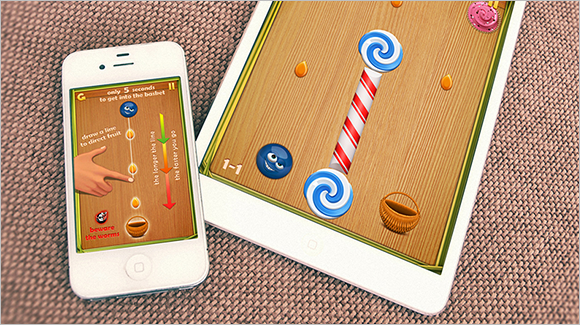 only 5 seconds
to get into the basket
draw a line
to direct fruit
the longer the line
the faster you go
beware
the worms
1-1